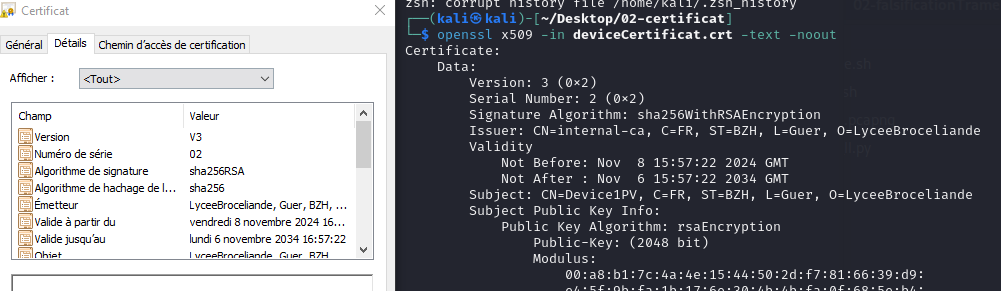 Certificat
Général
Détails
Chemin d'accès de certification
Afficher :
<Tout>
Champ Valeur
Version V3
Numéro de série 02
Algorithme de signature sha256RSA
Algorithme de hachage de l... sha256
Émetteur LyceeBroceliande, Guer, BZH, ...
Valide à partir du vendredi 8 novembre 2024 16...
Valide jusqu'au lundi 6 novembre 2034 16:57:22
Objet LyceeBroceliande, Guer, BZH
zsh: corrupt history file /home/kali/.zsh_history
┌──(kali㉿kali)-[~/Desktop/02-certificat]
└─$ openssl x509 -in deviceCertificat.crt -text -noout
Certificate:
Data:
Version: 3 (0×2)
Serial Number: 2 (0×2)
Signature Algorithm: sha256WithRSAEncryption
Issuer: CN=internal-ca, C=FR, ST=BZH, L=Guer, O=LyceeBroceliande
Validity
Not Before: Nov  8 15:57:22 2024 GMT
Not After : Nov  6 15:57:22 2034 GMT
Subject: CN=Device1PV, C=FR, ST=BZH, L=Guer, O=LyceeBroceliande
Subject Public Key Info:
Public Key Algorithm: rsaEncryption
Public-Key: (2048 bit)
Modulus:
00:a8:b1:7c:4a:4e:15:44:50:2d:f7:81:66:39:d9: